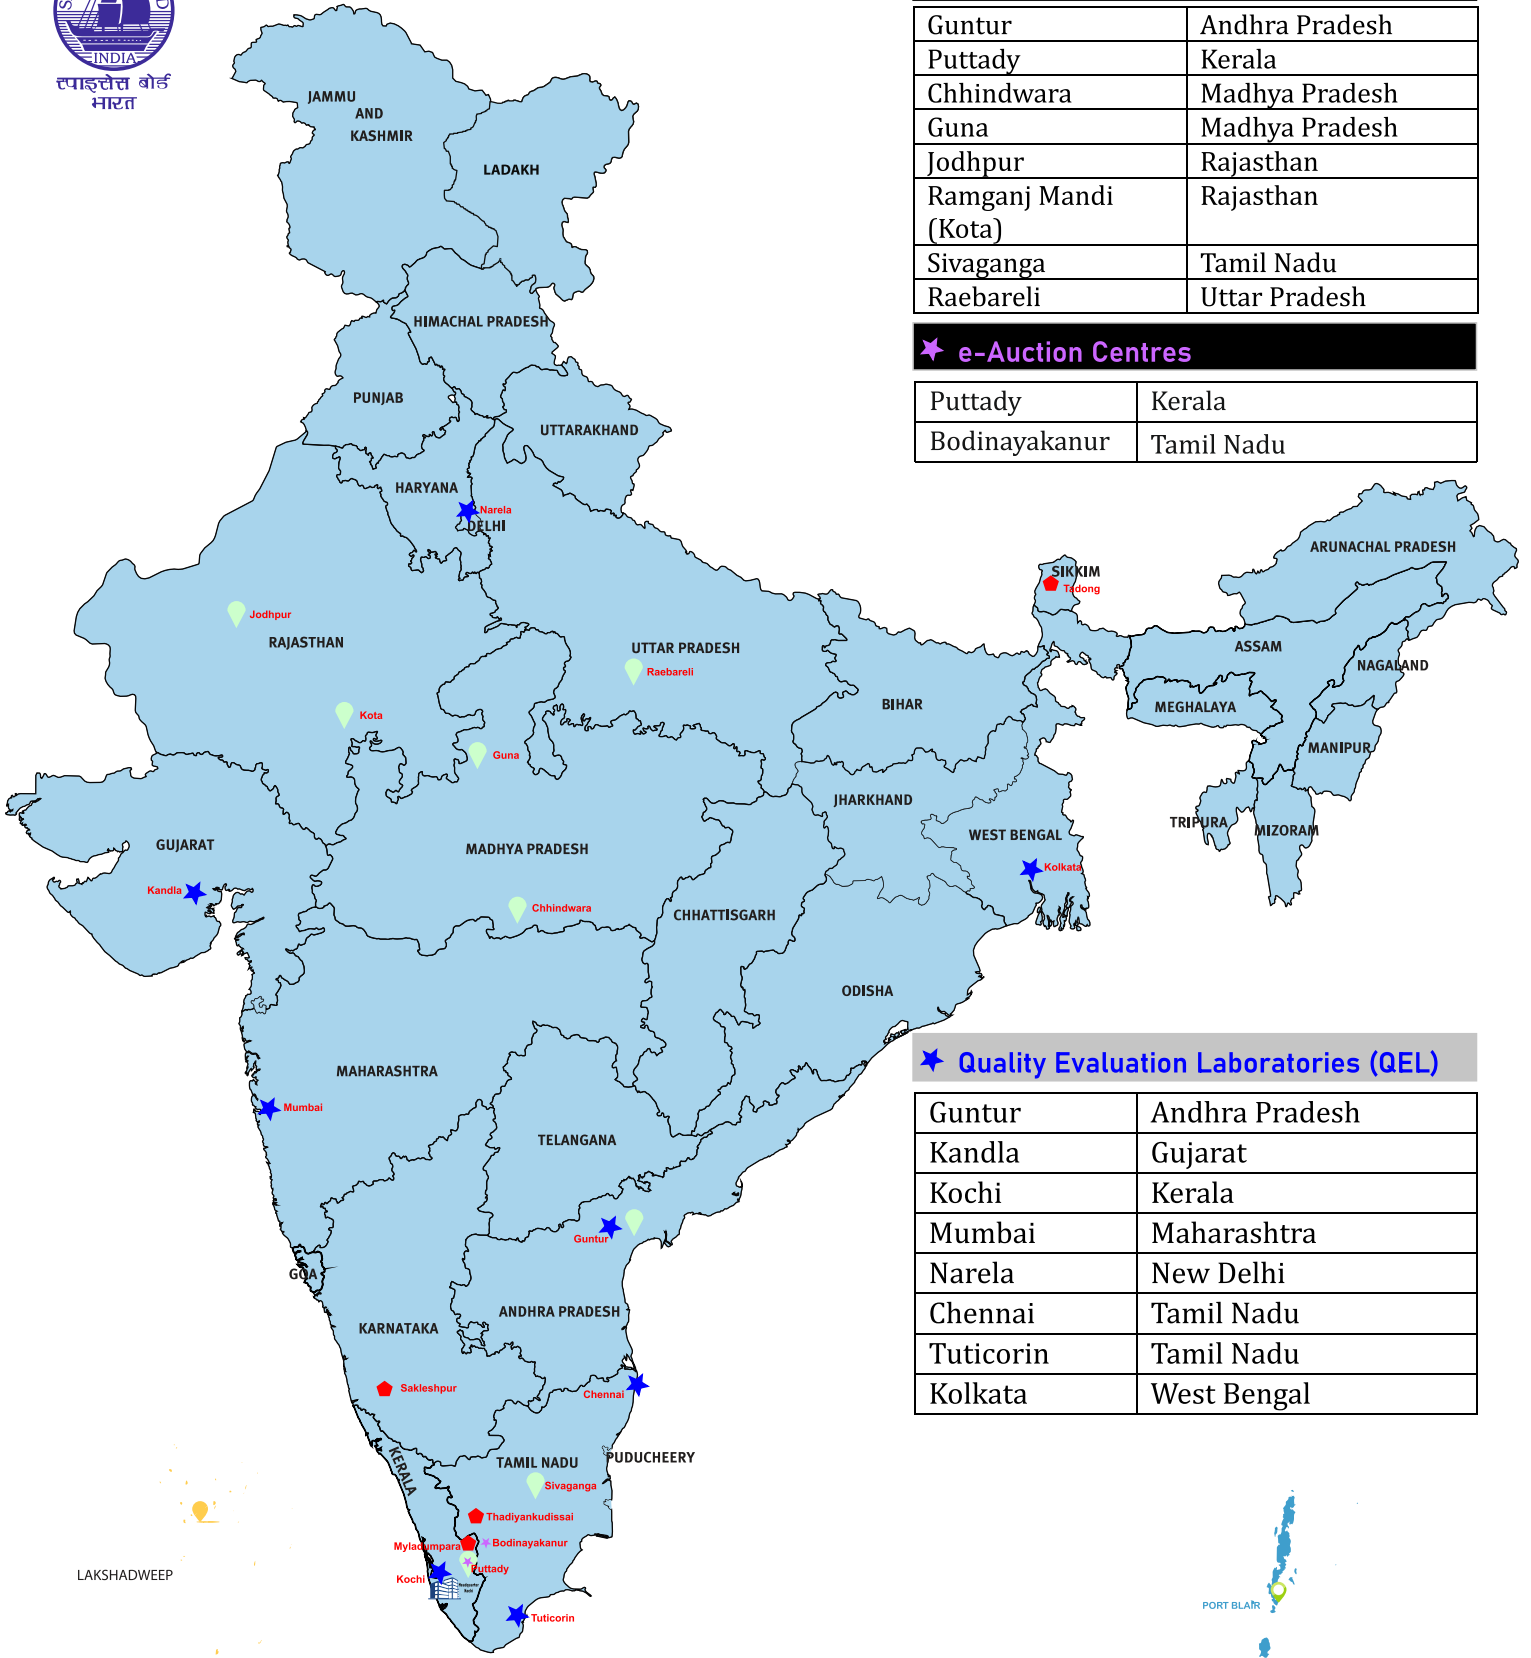 INDIA
स्पाइसेस बोर्ड
भारत
Guntur Andhra Pradesh
Puttady Kerala
Chhindwara Madhya Pradesh
Guna Madhya Pradesh
Jodhpur Rajasthan
Ramganj Mandi Rajasthan
(Kota)
Sivaganga Tamil Nadu
Raebareli Uttar Pradesh
e-Auction Centres
Puttady Kerala
Bodinayakanur Tamil Nadu
JAMMU
AND
KASHMIR
LADAKH
HIMACHAL PRADESH
PUNJAB
UTTARAKHAND
HARYANA
Narela
DELHI
ARUNACHAL PRADESH
SIKKIM
Tadong
Jodhpur
RAJASTHAN
UTTAR PRADESH
ASSAM
NAGALAND
Raebareli
BIHAR
MEGHALAYA
Kota
MANIPUR
Guna
JHARKHAND
TRIPURA
MIZORAM
WEST BENGAL
GUJARAT
MADHYA PRADESH
Kolkata
Kandla
Chhindwara
CHHATTISGARH
ODISHA
Quality Evaluation Laboratories (QEL)
Guntur Andhra Pradesh
Kandla Gujarat
Kochi Kerala
Mumbai Maharashtra
Narela New Delhi
Chennai Tamil Nadu
Tuticorin Tamil Nadu
Kolkata West Bengal
MAHARASHTRA
Mumbai
TELANGANA
Guntur
GOA
ANDHRA PRADESH
KARNATAKA
Sakleshpur
Chennai
KERALA
TAMIL NADU
PUDUCHEERY
Sivaganga
Thadiyankudissai
Myladumpara
Bodinayakanur
Puttady
Kochi
Headquarter
Kochi
Tuticorin
LAKSHADWEEP
PORT BLAIR